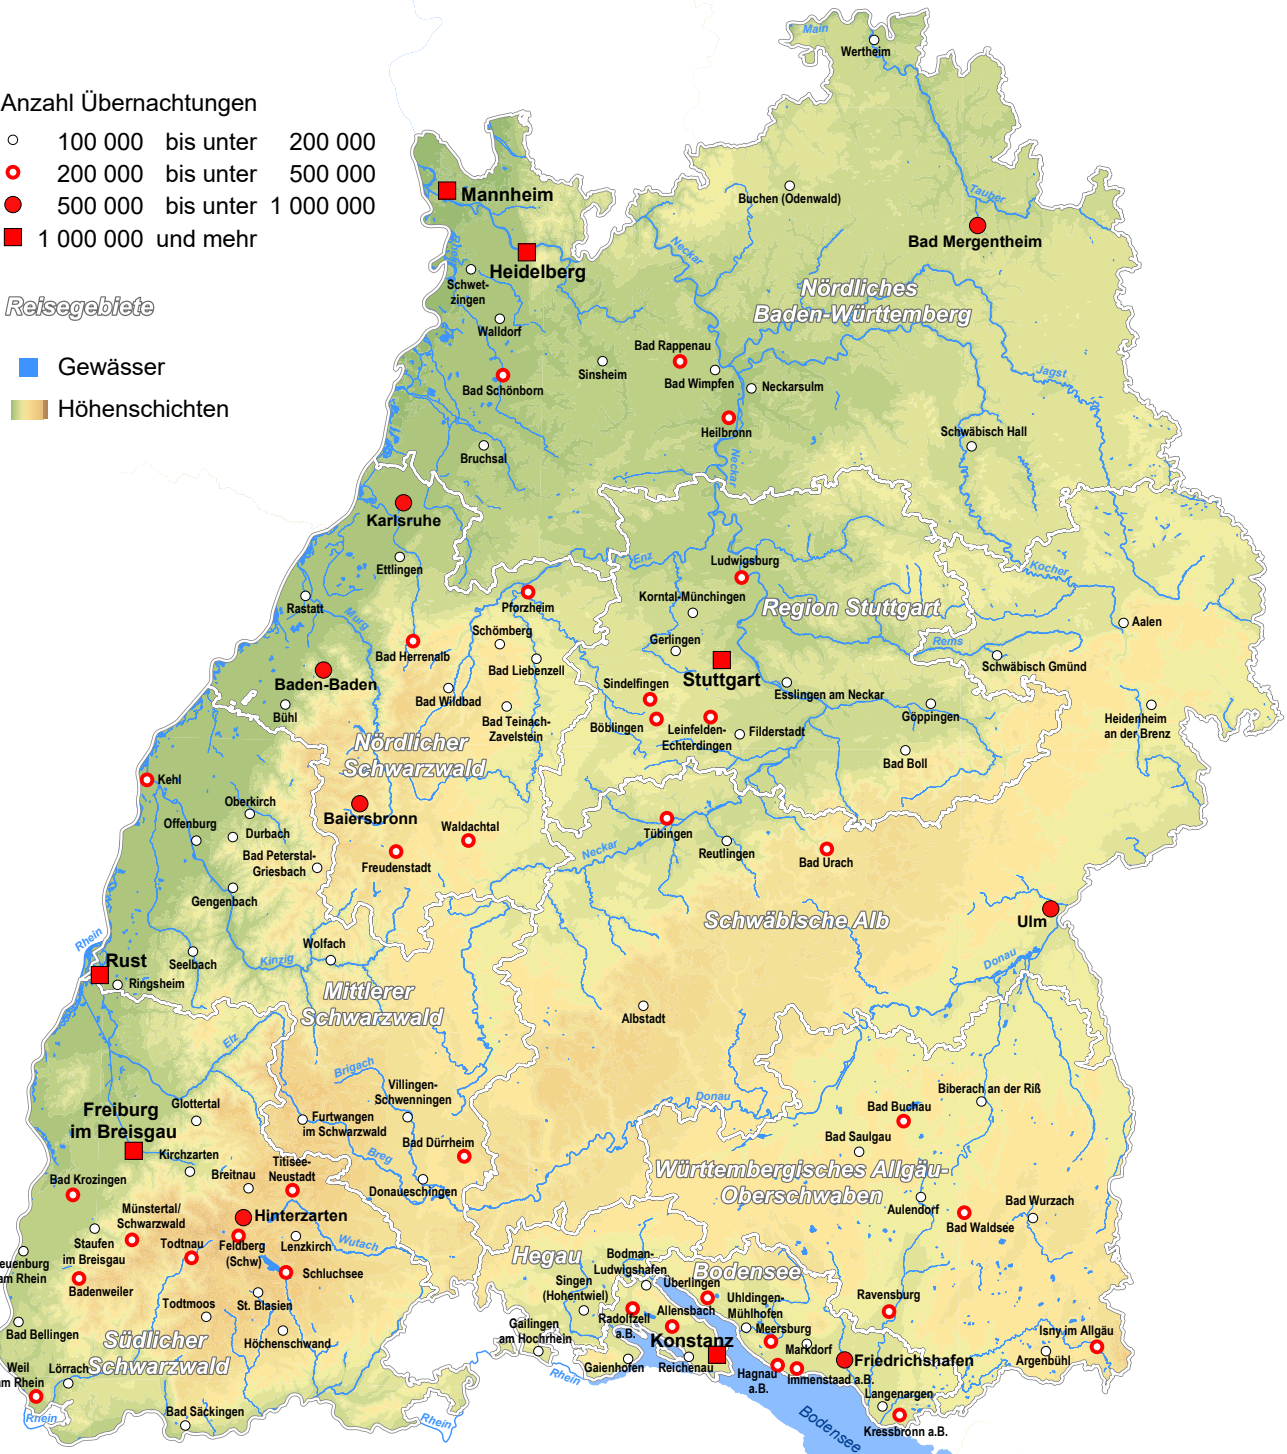 Anzahl Übernachtungen
100 000 bis unter 200 000
200 000 bis unter 500 000
500 000 bis unter 1 000 000
1 000 000 und mehr
Reisegebiete
Gewässer
Höhenschichten
Main
Wertheim
Tauber
Mannheim
Buchen (Odenwald)
Bad Mergentheim
Rhein
Neckar
Heidelberg
Schwet-
zingen
Nördliches
Baden-Württemberg
Walldorf
Bad Rappenau
Sinsheim
Bad Wimpfen
Neckarsulm
Jagst
Bad Schönborn
Heilbronn
Schwäbisch Hall
Bruchsal
Neckar
Karlsruhe
Ettlingen
Enz
Ludwigsburg
Kocher
Rastatt
Murg
Pforzheim
Korntal-Münchingen
Region Stuttgart
Aalen
Schömberg
Gerlingen
Rems
Bad Herrenalb
Bad Liebenzell
Schwäbisch Gmünd
Baden-Baden
Stuttgart
Sindelfingen
Esslingen am Neckar
Bühl
Bad Wildbad
Bad Teinach-
Zavelstein
Böblingen
Leinfelden-
Echterdingen
Filderstadt
Göppingen
Heidenheim
an der Brenz
Nördlicher
Schwarzwald
Bad Boll
Kehl
Oberkirch
Baiersbronn
Offenburg
Durbach
Waldachtal
Tübingen
Bad Peterstal-
Griesbach
Freudenstadt
Neckar
Reutlingen
Bad Urach
Gengenbach
Schwäbische Alb
Ulm
Rhein
Wolfach
Rust
Seelbach
Kinzig
Donau
Ringsheim
Mittlerer
Schwarzwald
Albstadt
Elz
Brigach
Villingen-
Schwenningen
Donau
Biberach an der Riß
Glottertal
Freiburg
im Breisgau
Furtwangen
im Schwarzwald
Bad Buchau
Bad Saulgau
Bad Dürrheim
Kirchzarten
Breg
Titisee-
Neustadt
Württembergisches Allgäu-
Oberschwaben
Breitnau
Donaueschingen
Bad Krozingen
Aulendorf
Bad Wurzach
Münstertal/
Schwarzwald
Hinterzarten
Bad Waldsee
Staufen
im Breisgau
Todtnau
Feldberg
(Schw)
Lenzkirch
Wutach
Hegau
Bodman-
Ludwigshafen
Bodensee
euenburg
am Rhein
Schluchsee
Singen
(Hohentwiel)
Überlingen
Badenweiler
Uhldingen-
Mühlhofen
Ravensburg
Todtmoos
St. Blasien
Radolfzell
a.B.
Allensbach
Bad Bellingen
Höchenschwand
Gailingen
am Hochrhein
Meersburg
Isny im Allgäu
Südlicher
Schwarzwald
Konstanz
Markdorf
Argenbühl
Weil
am Rhein
Lörrach
Gaienhofen
Reichenau
Friedrichshafen
Rhein
Hagnau
a.B.
Immenstaad a.B.
Langenargen
Rhein
Bad Säckingen
Rhein
Bodensee
Kressbronn a.B.